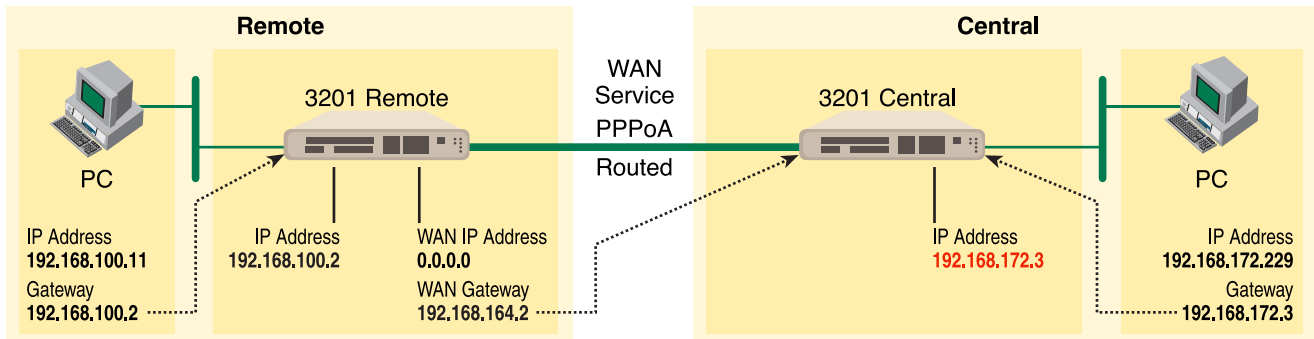 Remote
Central
3201 Remote
WAN
Service
PPPoA
Routed
3201 Central
PC
PC
IP Address
192.168.100.11
Gateway
192.168.100.2
IP Address
192.168.100.2
WAN IP Address
0.0.0.0
WAN Gateway
192.168.164.2
IP Address
192.168.172.3
IP Address
192.168.172.229
Gateway
192.168.172.3